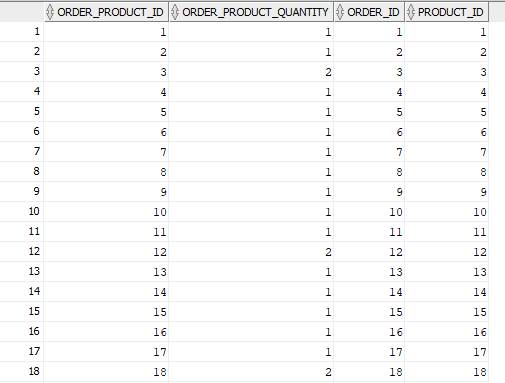 ORDER_PRODUCT_ID ORDER_PRODUCT_QUANTITY ORDER_ID PRODUCT_ID
1 1 1 1 1
2 2 1 2 2
3 3 2 3 3
4 4 1 4 4
5 5 1 5 5
6 6 1 6 6
7 7 1 7 7
8 8 1 8 8
9 9 1 9 9
10 10 1 10 10
11 11 1 11 11
12 12 2 12 12
13 13 1 13 13
14 14 1 14 14
15 15 1 15 15
16 16 1 16 16
17 17 1 17 17
18 18 2 18 18